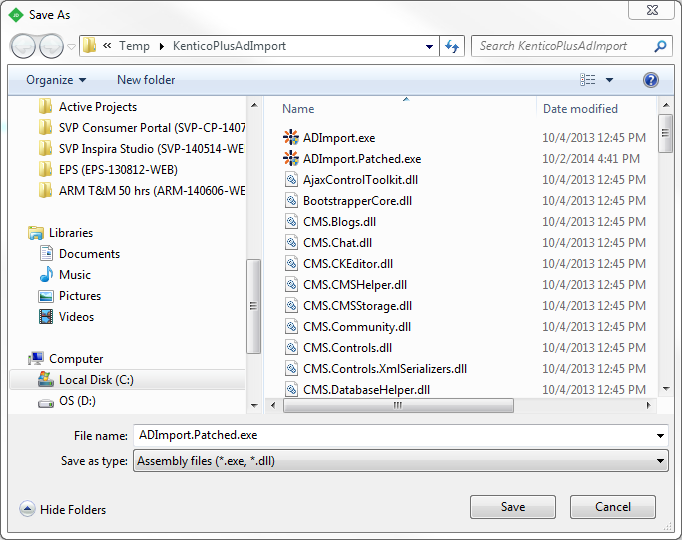 Save As
« Temp ▸ KenticoPlusAdImport
Search KenticoPlusAdImport
Organize New folder
Active Projects
SVP Consumer Portal (SVP-CP-1407
SVP Inspira Studio (SVP-140514-WE
EPS (EPS-130812-WEB)
ARM T&M 50 hrs (ARM-140606-WE
Libraries
Documents
Music
Pictures
Videos
Computer
Local Disk (C:)
OS (D:)
Name Date modified
ADImport.exe 10/4/2013 12:45 PM
ADImport.Patched.exe 10/2/2014 4:41 PM
AjaxControlToolkit.dll 10/4/2013 12:45 PM
BootstrapperCore.dll 10/4/2013 12:45 PM
CMS.Blogs.dll 10/4/2013 12:45 PM
CMS.Chat.dll 10/4/2013 12:45 PM
CMS.CKEditor.dll 10/4/2013 12:45 PM
CMS.CMSHelper.dll 10/4/2013 12:45 PM
CMS.CMSStorage.dll 10/4/2013 12:45 PM
CMS.Community.dll 10/4/2013 12:45 PM
CMS.Controls.dll 10/4/2013 12:45 PM
CMS.Controls.XmlSerializers.dll 10/4/2013 12:45 PM
CMS.DatabaseHelper.dll 10/4/2013 12:45 PM
File name: ADImport.Patched.exe
Save as type: Assembly files (*.exe, *.dll)
Hide Folders Save Cancel